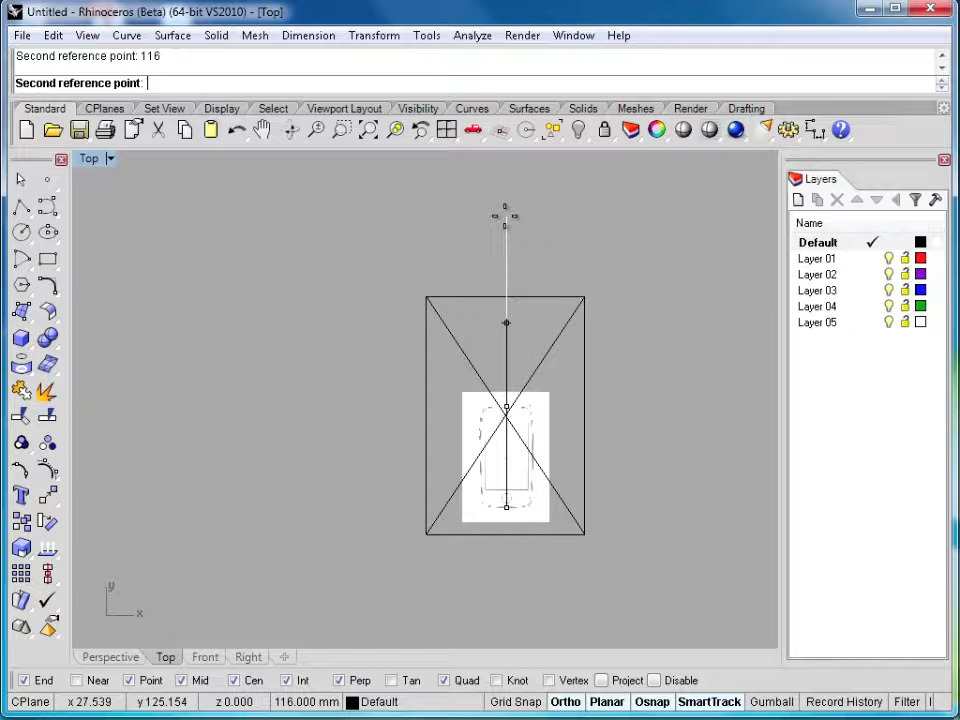 Untitled - Rhinoceros (Beta) (64-bit VS2010) - [Top]
File Edit View Curve Surface Solid Mesh Dimension Transform Tools Analyze Render Window Help
Second reference point: 116
Second reference point:
Standard CPlanes Set View Display Select Viewport Layout Visibility Curves Surfaces Solids Meshes Render Drafting
Top
Layers
Name
Default
Layer 01
Layer 02
Layer 03
Layer 04
Layer 05
y
x
Perspective Top Front Right
End Near Point Mid Cen Int Perp Tan Quad Knot Vertex Project Disable
CPlane x 27.539 y 125.154 z 0.000 116.000 mm Default Grid Snap Ortho Planar Osnap SmartTrack Gumball Record History Filter